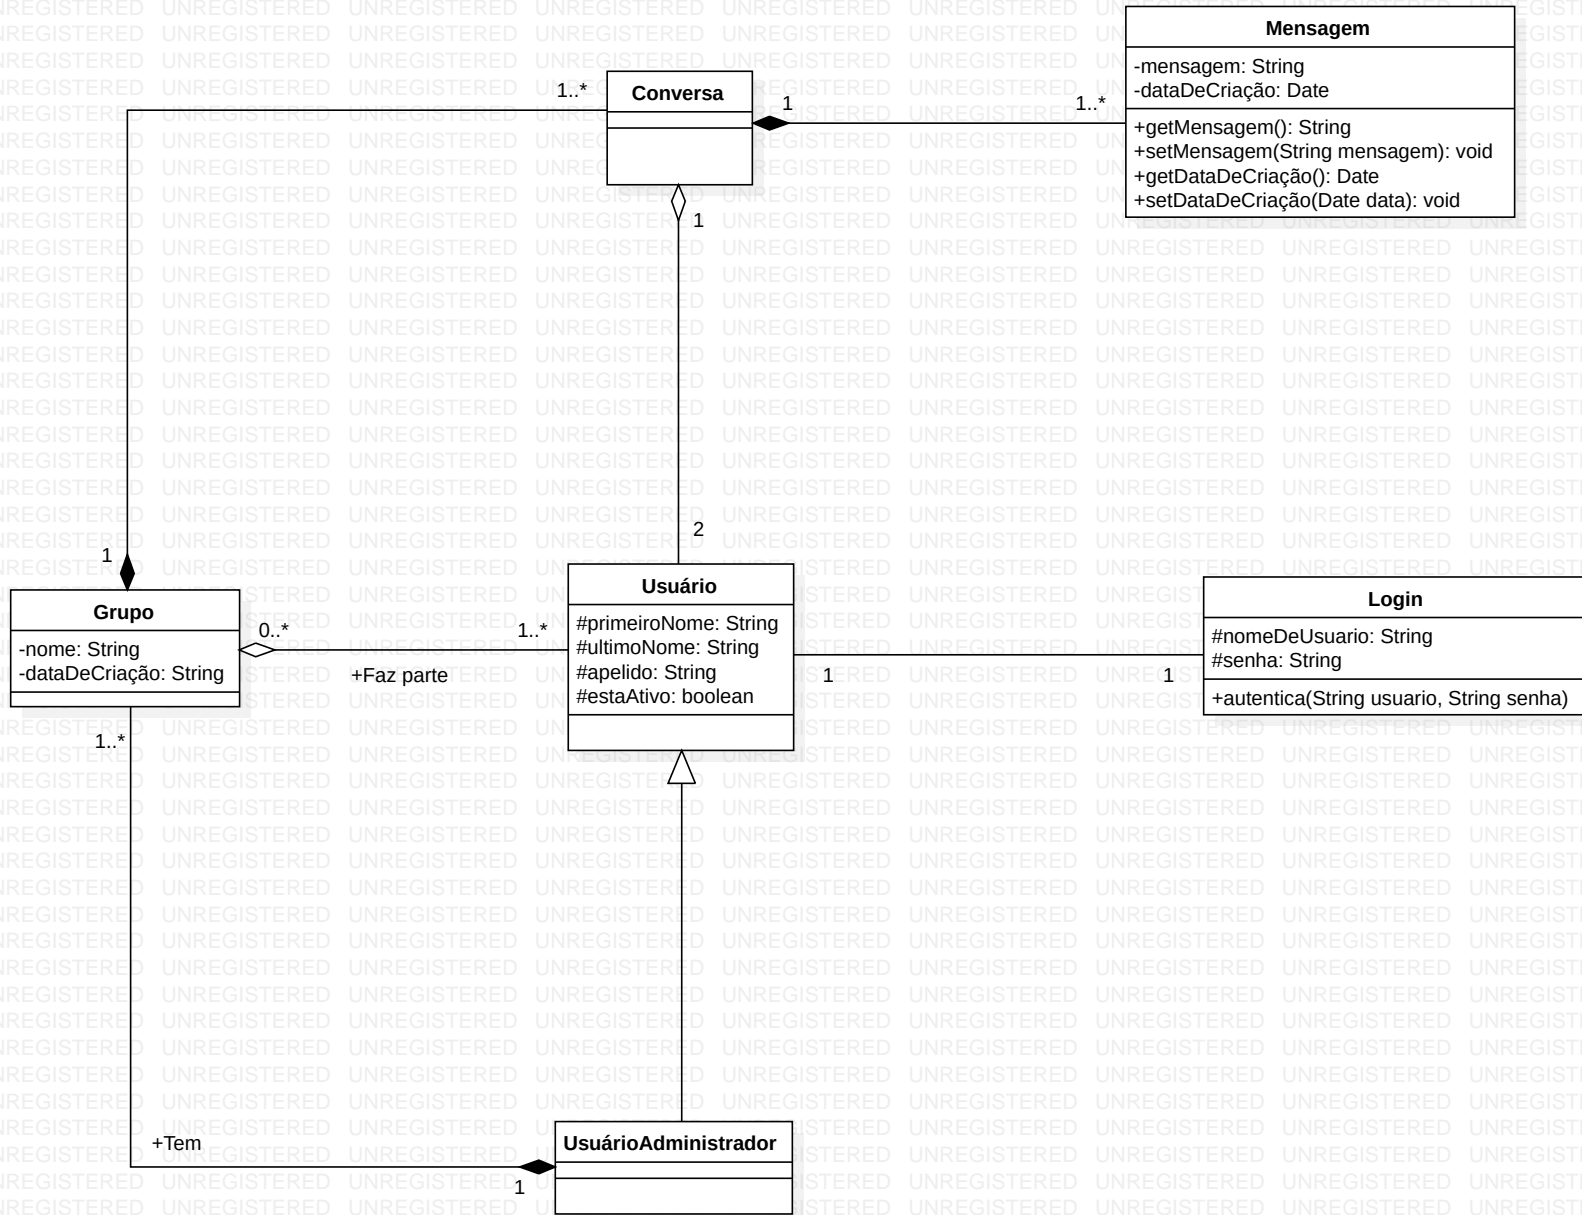 Mensagem
-mensagem: String
-dataDeCriação: Date
+getMensagem(): String
+setMensagem(String mensagem): void
+getDataDeCriação(): Date
+setDataDeCriação(Date data): void
Conversa
1..*
1
1..*
1
2
1
Grupo
-nome: String
-dataDeCriação: String
0..*
1..*
+Faz parte
Usuário
#primeiroNome: String
#ultimoNome: String
#apelido: String
#estaAtivo: boolean
1
1
Login
#nomeDeUsuario: String
#senha: String
+autentica(String usuario, String senha)
1..*
+Tem
1
UsuárioAdministrador
UNREGISTERED